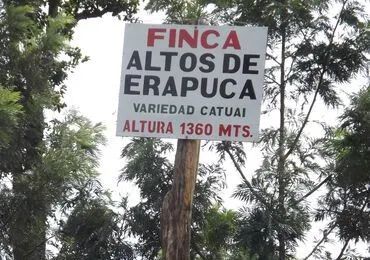 FINCA
ALTOS DE
ERAPUCA
VARIEDAD CATUAI
ALTURA 1360 MTS.